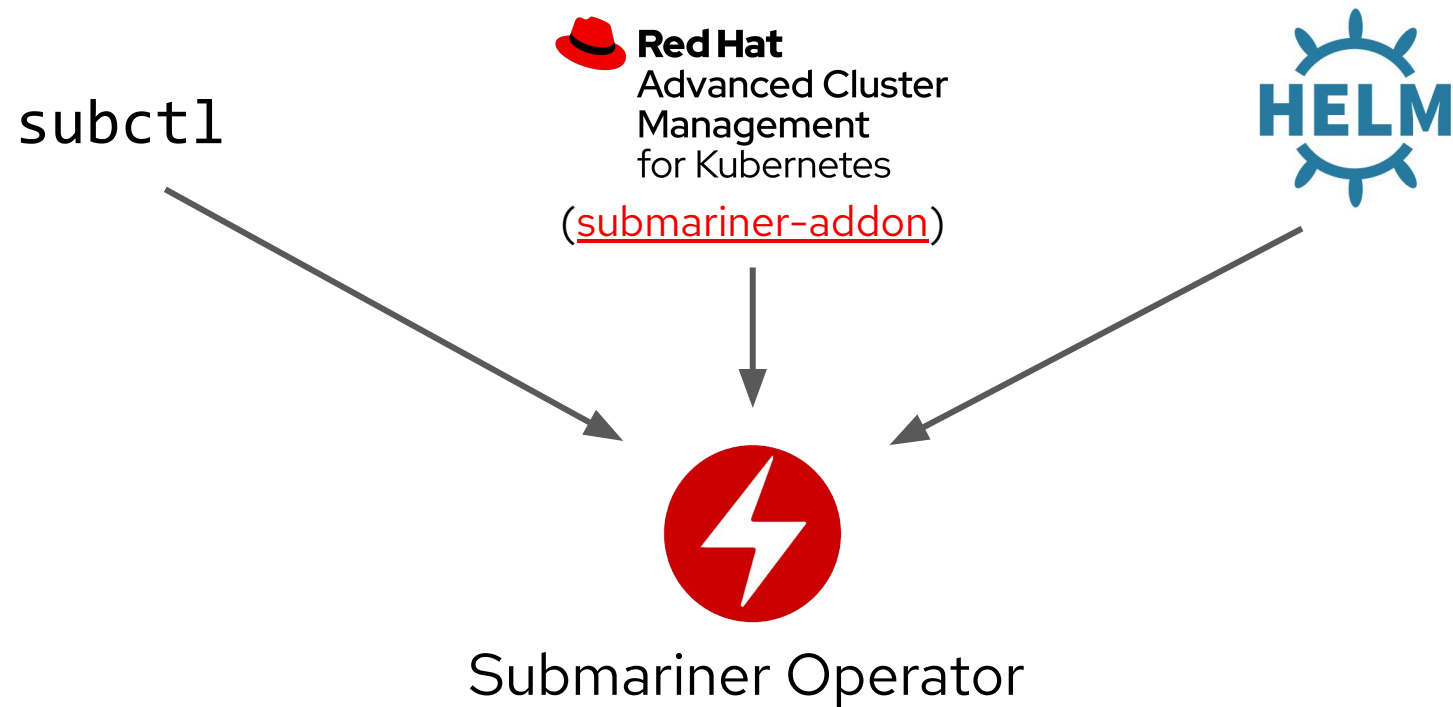 subctl
Red Hat
Advanced Cluster
Management
for Kubernetes
(submariner-addon)
HELM
Submariner Operator